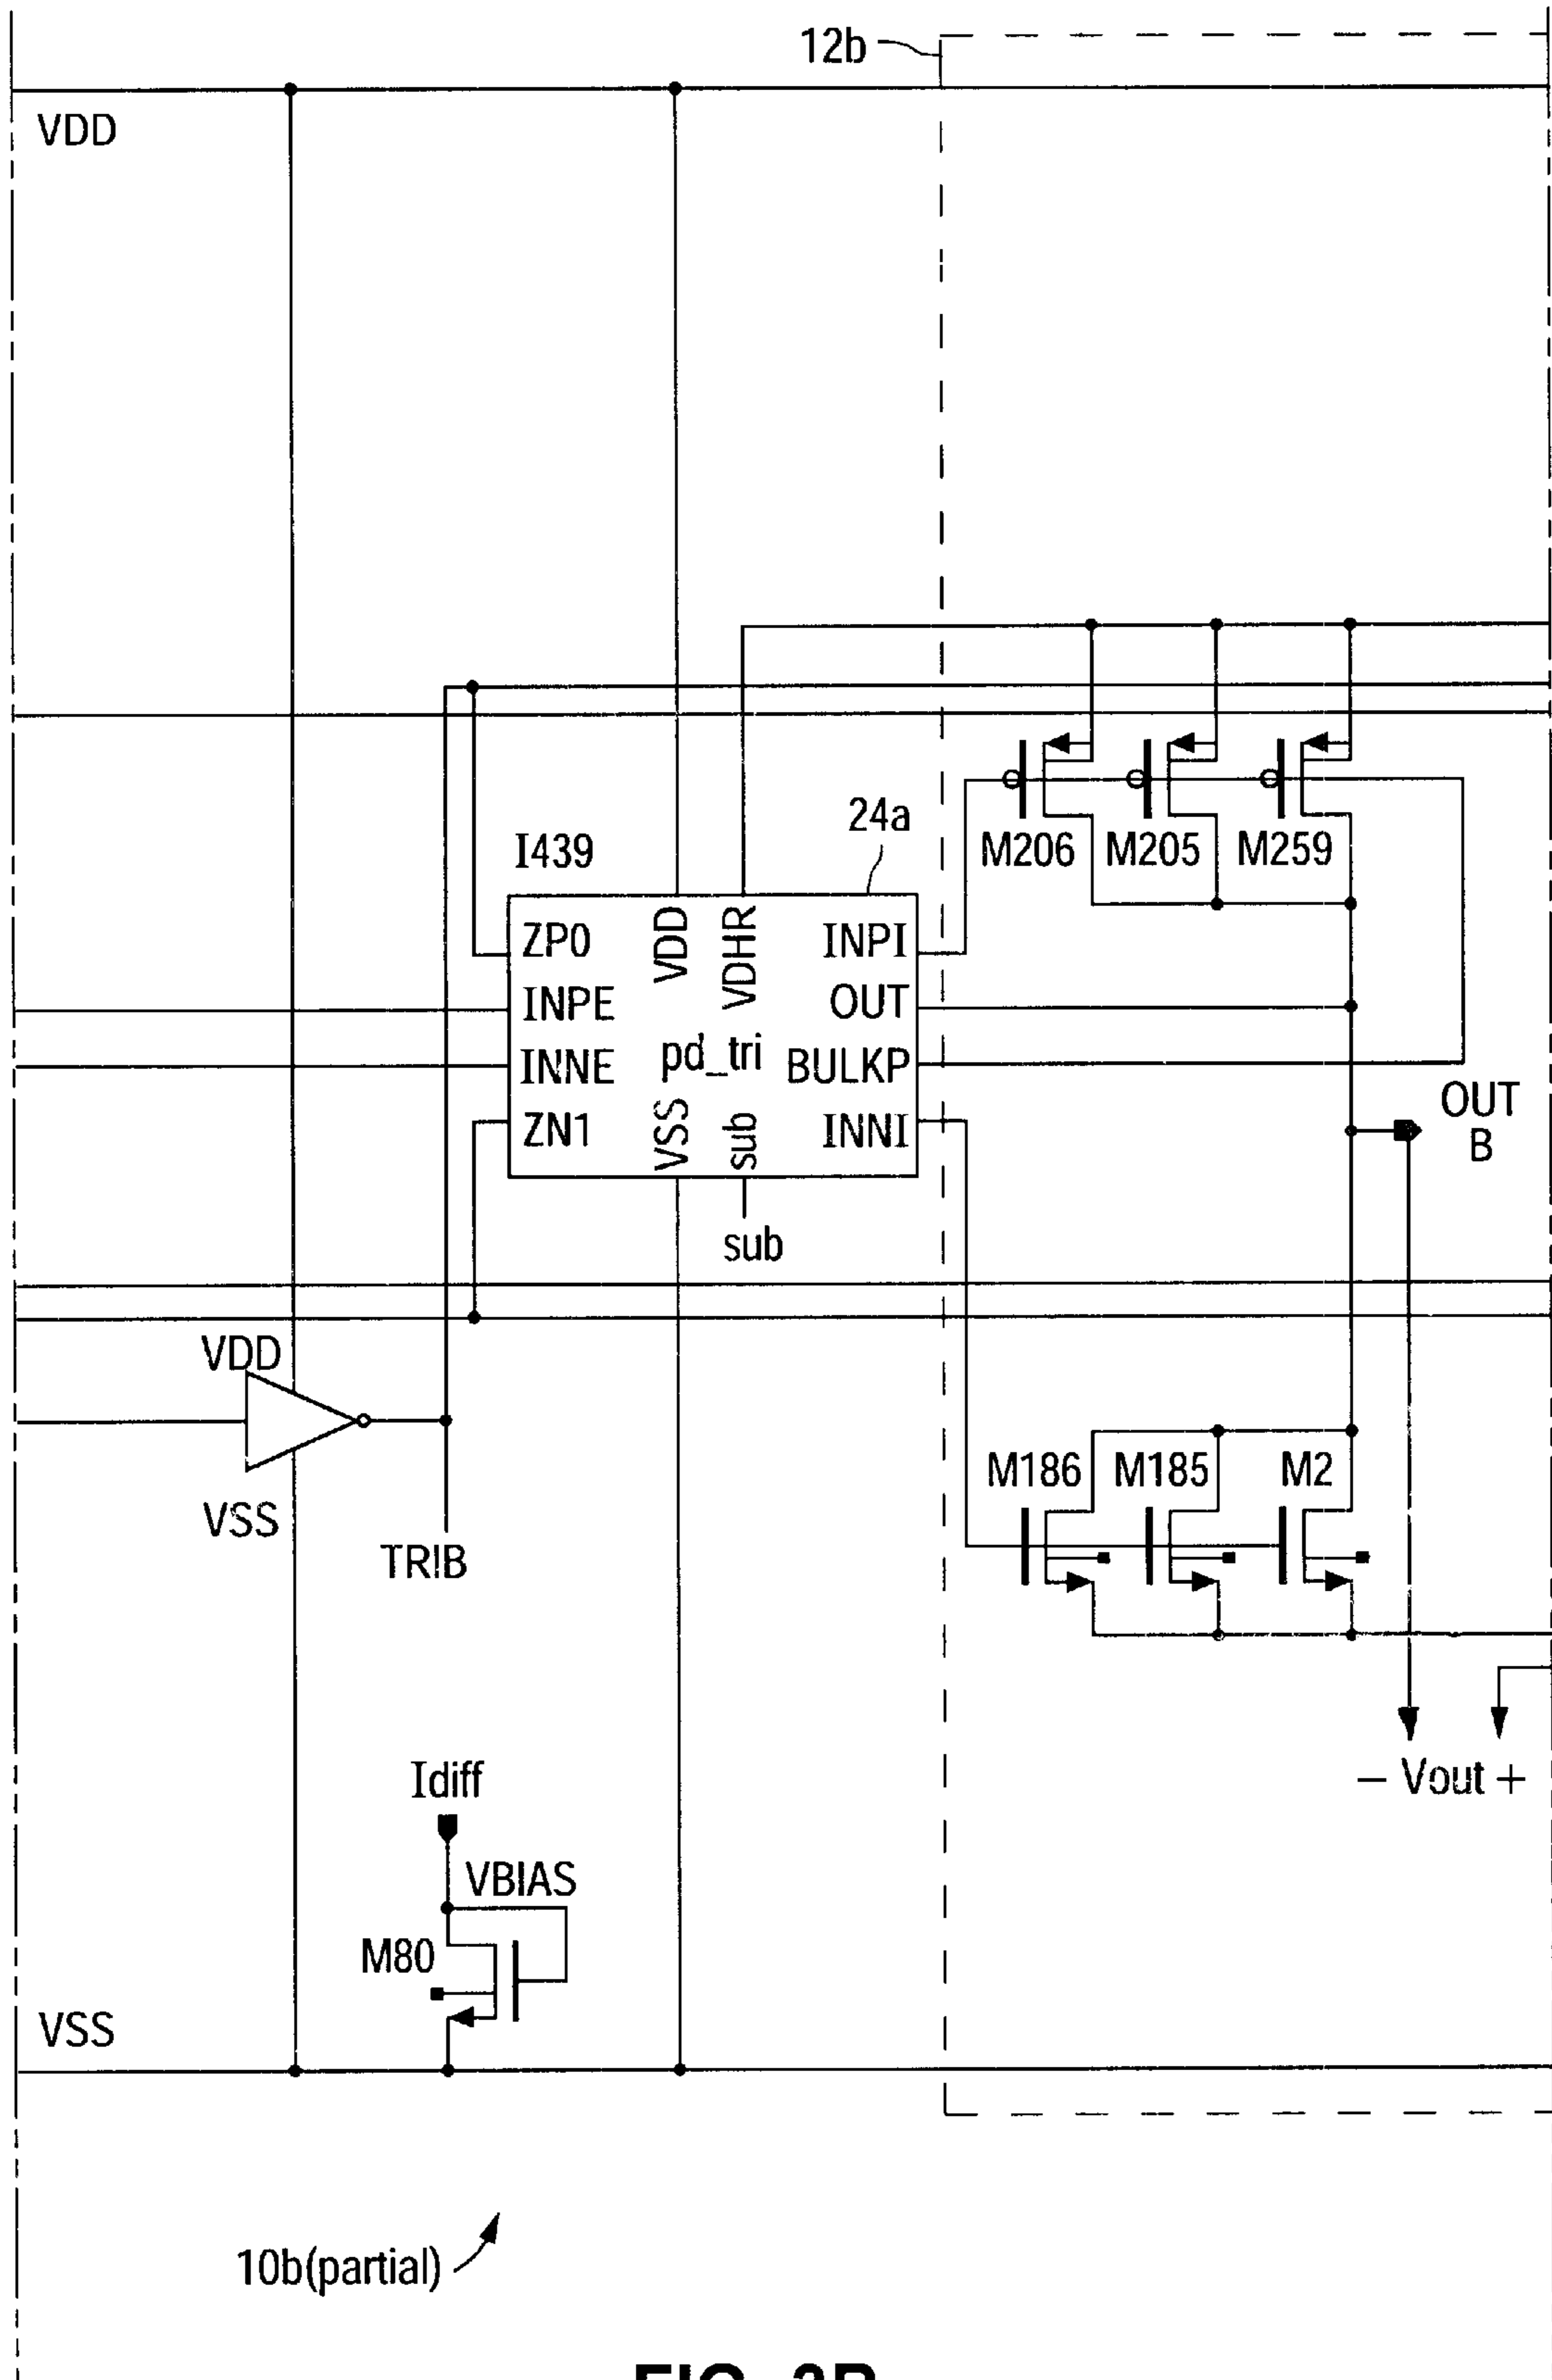 12b
VDD
24a
I439
M206 M205 M259
ZP0 VDD VDHR INPI
INPE OUT
INNE pd_tri BULKP
ZN1 VSS sub INNI
OUT
B
sub
VDD
VSS
TRIB
M186 M185 M2
Idiff
VBIAS
M80
− Vout +
VSS
10b(partial)